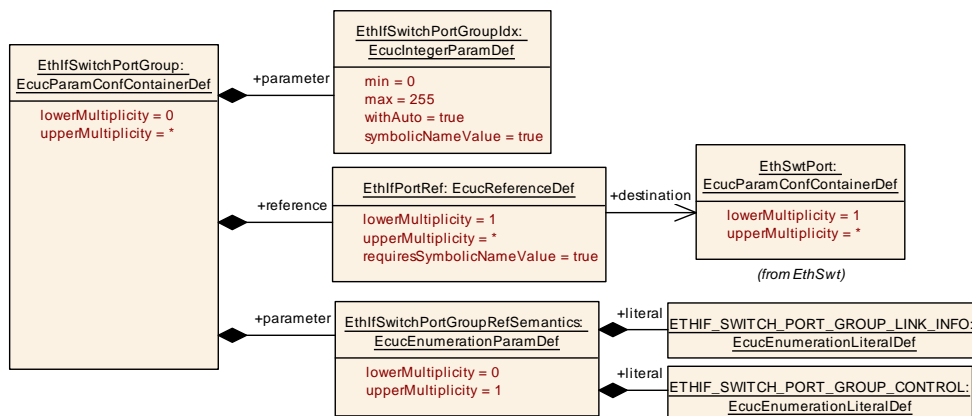 EthIfSwitchPortGroup:
EcucParamConfContainerDef
lowerMultiplicity = 0
upperMultiplicity = *
+parameter
EthIfSwitchPortGroupIdx:
EcucIntegerParamDef
min = 0
max = 255
withAuto = true
symbolicNameValue = true
+reference
EthIfPortRef: EcucReferenceDef
lowerMultiplicity = 1
upperMultiplicity = *
requiresSymbolicNameValue = true
+destination
EthSwtPort:
EcucParamConfContainerDef
lowerMultiplicity = 1
upperMultiplicity = *
(from EthSwt)
+parameter
EthIfSwitchPortGroupRefSemantics:
EcucEnumerationParamDef
lowerMultiplicity = 0
upperMultiplicity = 1
+literal
ETHIF_SWITCH_PORT_GROUP_LINK_INFO:
EcucEnumerationLiteralDef
+literal
ETHIF_SWITCH_PORT_GROUP_CONTROL:
EcucEnumerationLiteralDef